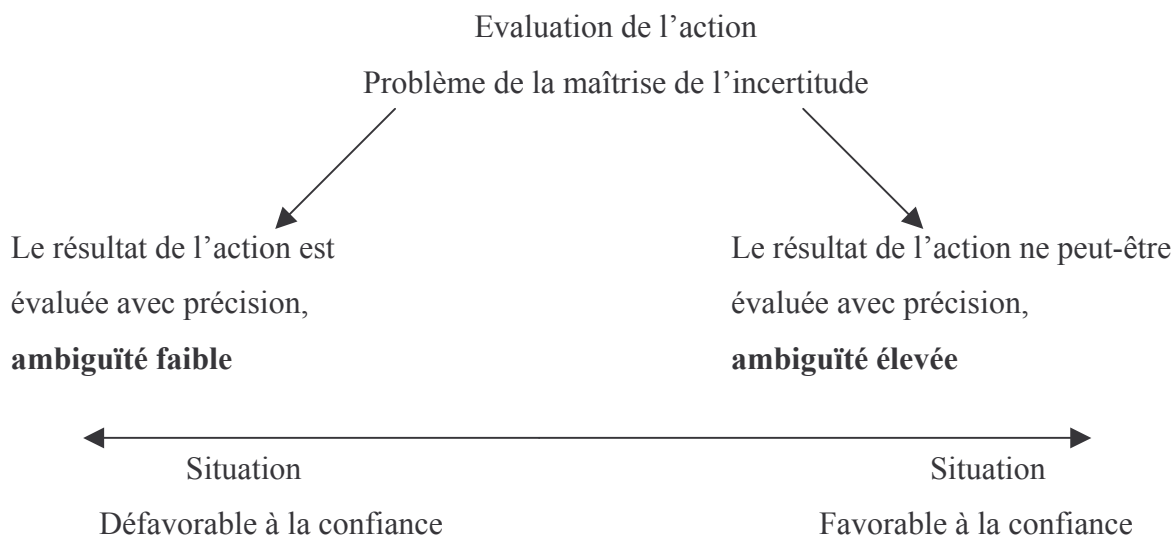 Evaluation de l’action
Problème de la maîtrise de l’incertitude
Le résultat de l’action est
évaluée avec précision,
ambiguïté faible
Le résultat de l’action ne peut-être
évaluée avec précision,
ambiguïté élevée
Situation
Défavorable à la confiance
Situation
Favorable à la confiance